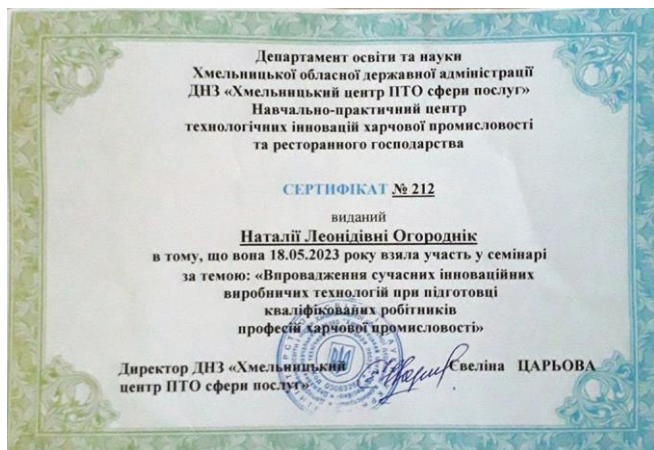 Департамент освіти та науки
Хмельницької обласної державної адміністрації
ДНЗ «Хмельницький центр ПТО сфери послуг»
Навчально-практичний центр
технологічних інновацій харчової промисловості
та ресторанного господарства
СЕРТИФІКАТ № 212
виданий
Наталії Леонідівні Огороднік
в тому, що вона 18.05.2023 року взяла участь у семінарі
за темою: «Впровадження сучасних інноваційних
виробничих технологій при підготовці
кваліфікованих робітників
професій харчової промисловості»
Директор ДНЗ «Хмельницький
центр ПТО сфери послуг»
Євеліна ЦАРЬОВА